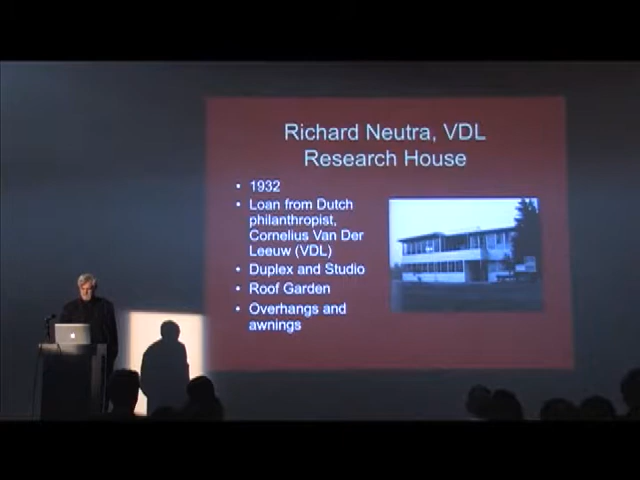 Richard Neutra, VDL
Research House
• 1932
• Loan from Dutch
philanthropist,
Cornelius Van Der
Leeuw (VDL)
• Duplex and Studio
• Roof Garden
• Overhangs and
awnings